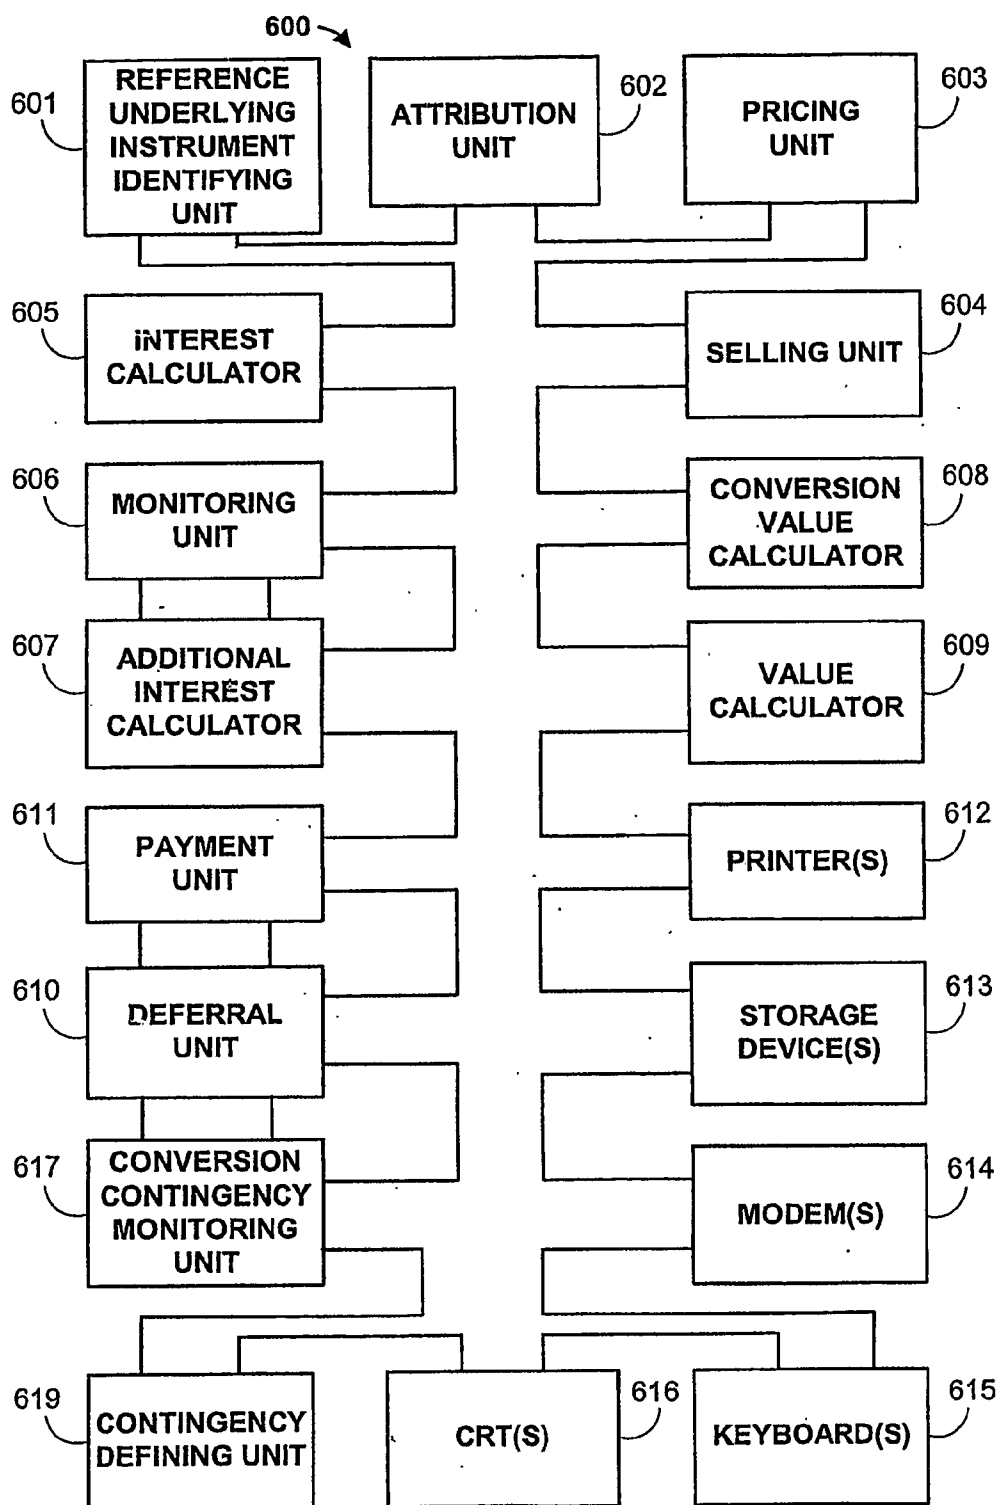 600
601
REFERENCE
UNDERLYING
INSTRUMENT
IDENTIFYING
UNIT
ATTRIBUTION
UNIT
602
PRICING
UNIT
603
605
INTEREST
CALCULATOR
SELLING UNIT
604
606
MONITORING
UNIT
CONVERSION
VALUE
CALCULATOR
608
607
ADDITIONAL
INTEREST
CALCULATOR
VALUE
CALCULATOR
609
611
PAYMENT
UNIT
PRINTER(S)
612
610
DEFERRAL
UNIT
STORAGE
DEVICE(S)
613
617
CONVERSION
CONTINGENCY
MONITORING
UNIT
MODEM(S)
614
619
CONTINGENCY
DEFINING UNIT
CRT(S)
616
KEYBOARD(S)
615